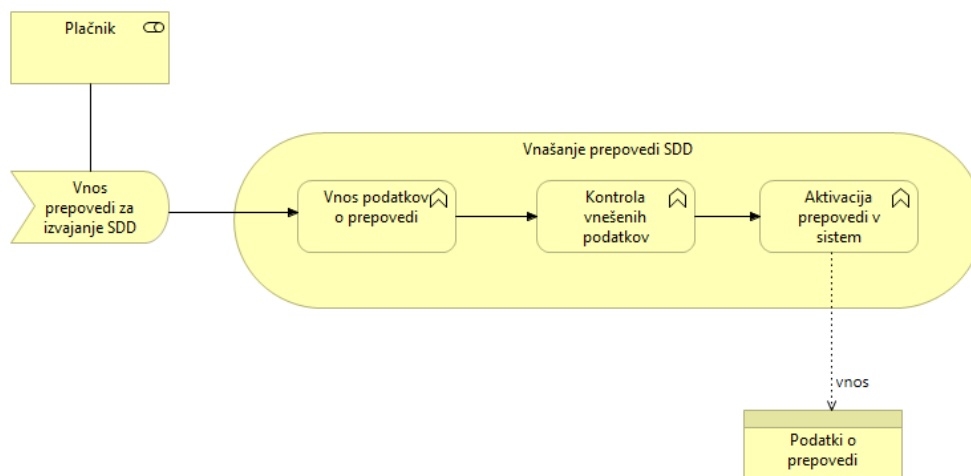 Plačnik
Vnašanje prepovedi SDD
Vnos
prepovedi za
izvajanje SDD
Vnos podatkov
o prepovedi
Kontrola
vnešenih
podatkov
Aktivacija
prepovedi v
sistem
vnos
Podatki o
prepovedi